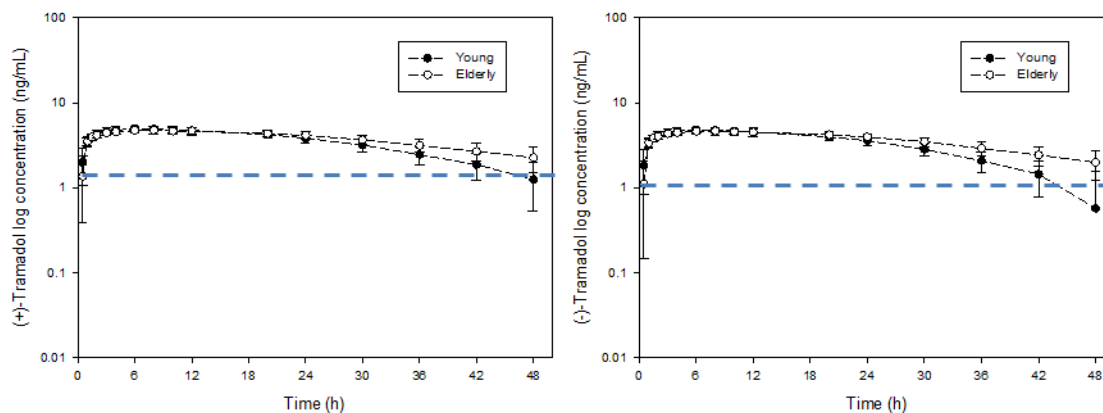 (+)-Tramadol log concentration (ng/mL)
100
10
1
0.1
0.01
Young
Elderly
0 6 12 18 24 30 36 42 48
Time (h)
(-)-Tramadol log concentration (ng/mL)
100
10
1
0.1
0.01
Young
Elderly
0 6 12 18 24 30 36 42 48
Time (h)